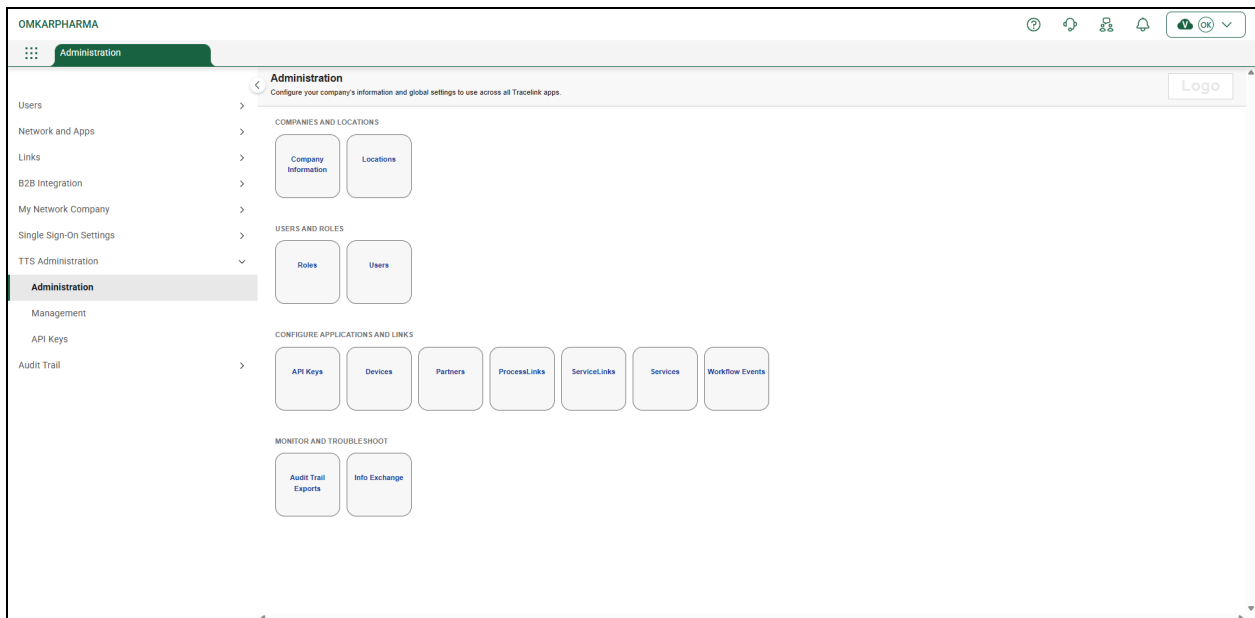 OMKARPHARMA
V
OK
Administration
Users
Network and Apps
Links
B2B Integration
My Network Company
Single Sign-On Settings
TTS Administration
Administration
Management
API Keys
Audit Trail
Administration
Configure your company's information and global settings to use across all Tracelink apps.
Logo
COMPANIES AND LOCATIONS
Company
Information
Locations
USERS AND ROLES
Roles
Users
CONFIGURE APPLICATIONS AND LINKS
API Keys
Devices
Partners
ProcessLinks
ServiceLinks
Services
Workflow Events
MONITOR AND TROUBLESHOOT
Audit Trail
Exports
Info Exchange